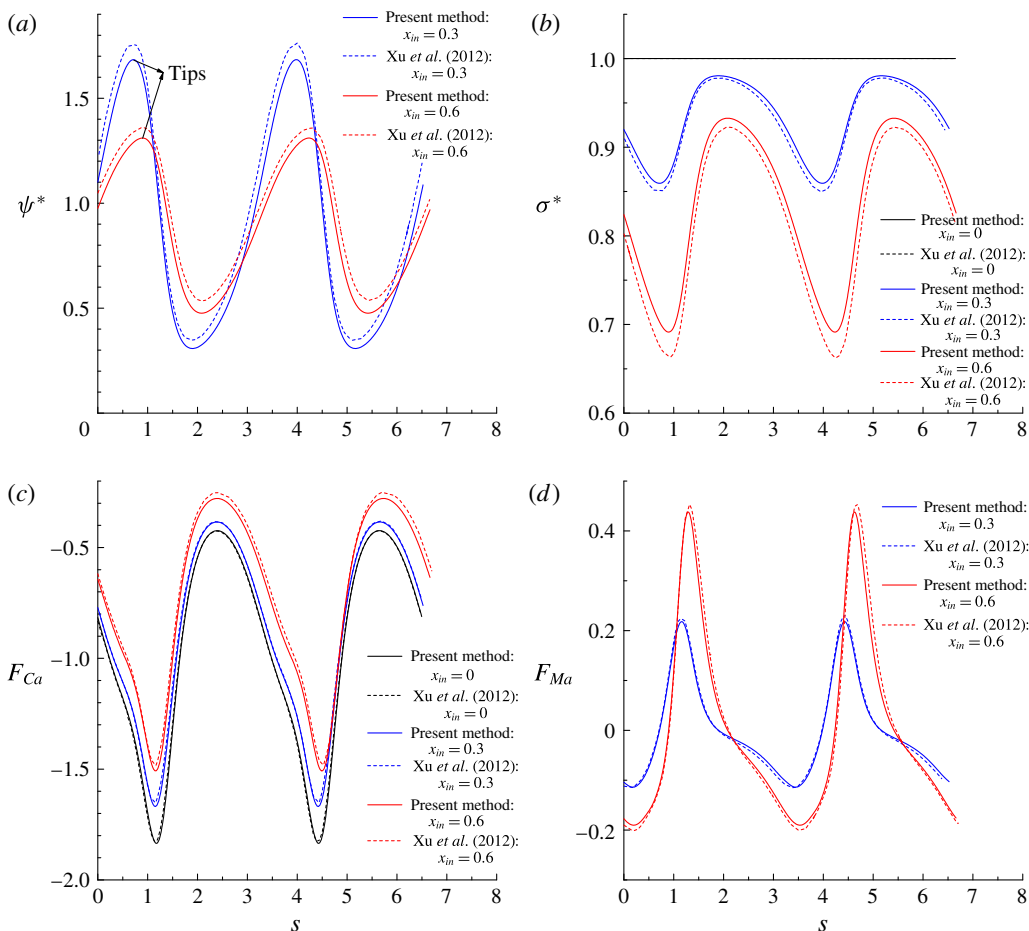 (a)
Present method:
x_in = 0.3
Xu et al. (2012):
x_in = 0.3
Present method:
x_in = 0.6
Xu et al. (2012):
x_in = 0.6
Tips
1.5
1.0
0.5
ψ*
0 1 2 3 4 5 6 7 8
(b)
1.0
0.9
0.8
0.7
0.6
σ*
Present method:
x_in = 0
Xu et al. (2012):
x_in = 0
Present method:
x_in = 0.3
Xu et al. (2012):
x_in = 0.3
Present method:
x_in = 0.6
Xu et al. (2012):
x_in = 0.6
0 1 2 3 4 5 6 7 8
(c)
−0.5
−1.0
−1.5
−2.0
F_Ca
Present method:
x_in = 0
Xu et al. (2012):
x_in = 0
Present method:
x_in = 0.3
Xu et al. (2012):
x_in = 0.3
Present method:
x_in = 0.6
Xu et al. (2012):
x_in = 0.6
0 1 2 3 4 5 6 7 8
s
(d)
0.4
0.2
0
−0.2
F_Ma
Present method:
x_in = 0.3
Xu et al. (2012):
x_in = 0.3
Present method:
x_in = 0.6
Xu et al. (2012):
x_in = 0.6
0 1 2 3 4 5 6 7 8
s